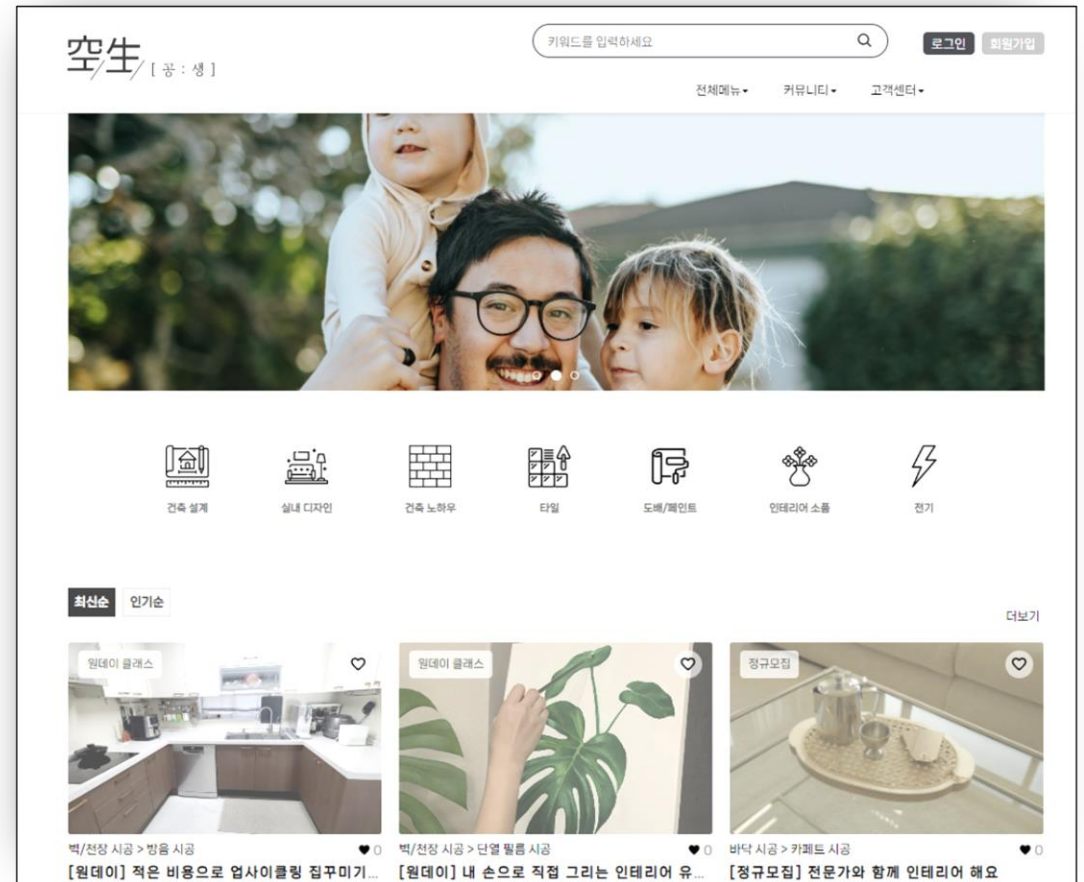 空生 [공:생]
키워드를 입력하세요
로그인 회원가입
전체메뉴 커뮤니티 고객센터
건축 설계 실내 디자인 건축 노하우 타일 도배/페인트 인테리어 소품 전기
최신순 인기순
더보기
원데이 클래스 원데이 클래스 정규모집
벽/천장 시공 > 방음 시공 0 벽/천장 시공 > 단열 필름 시공 0 바닥 시공 > 카페트 시공 0
[원데이] 적은 비용으로 업사이클링 집꾸미기... [원데이] 내 손으로 직접 그리는 인테리어 유... [정규모집] 전문가와 함께 인테리어 해요